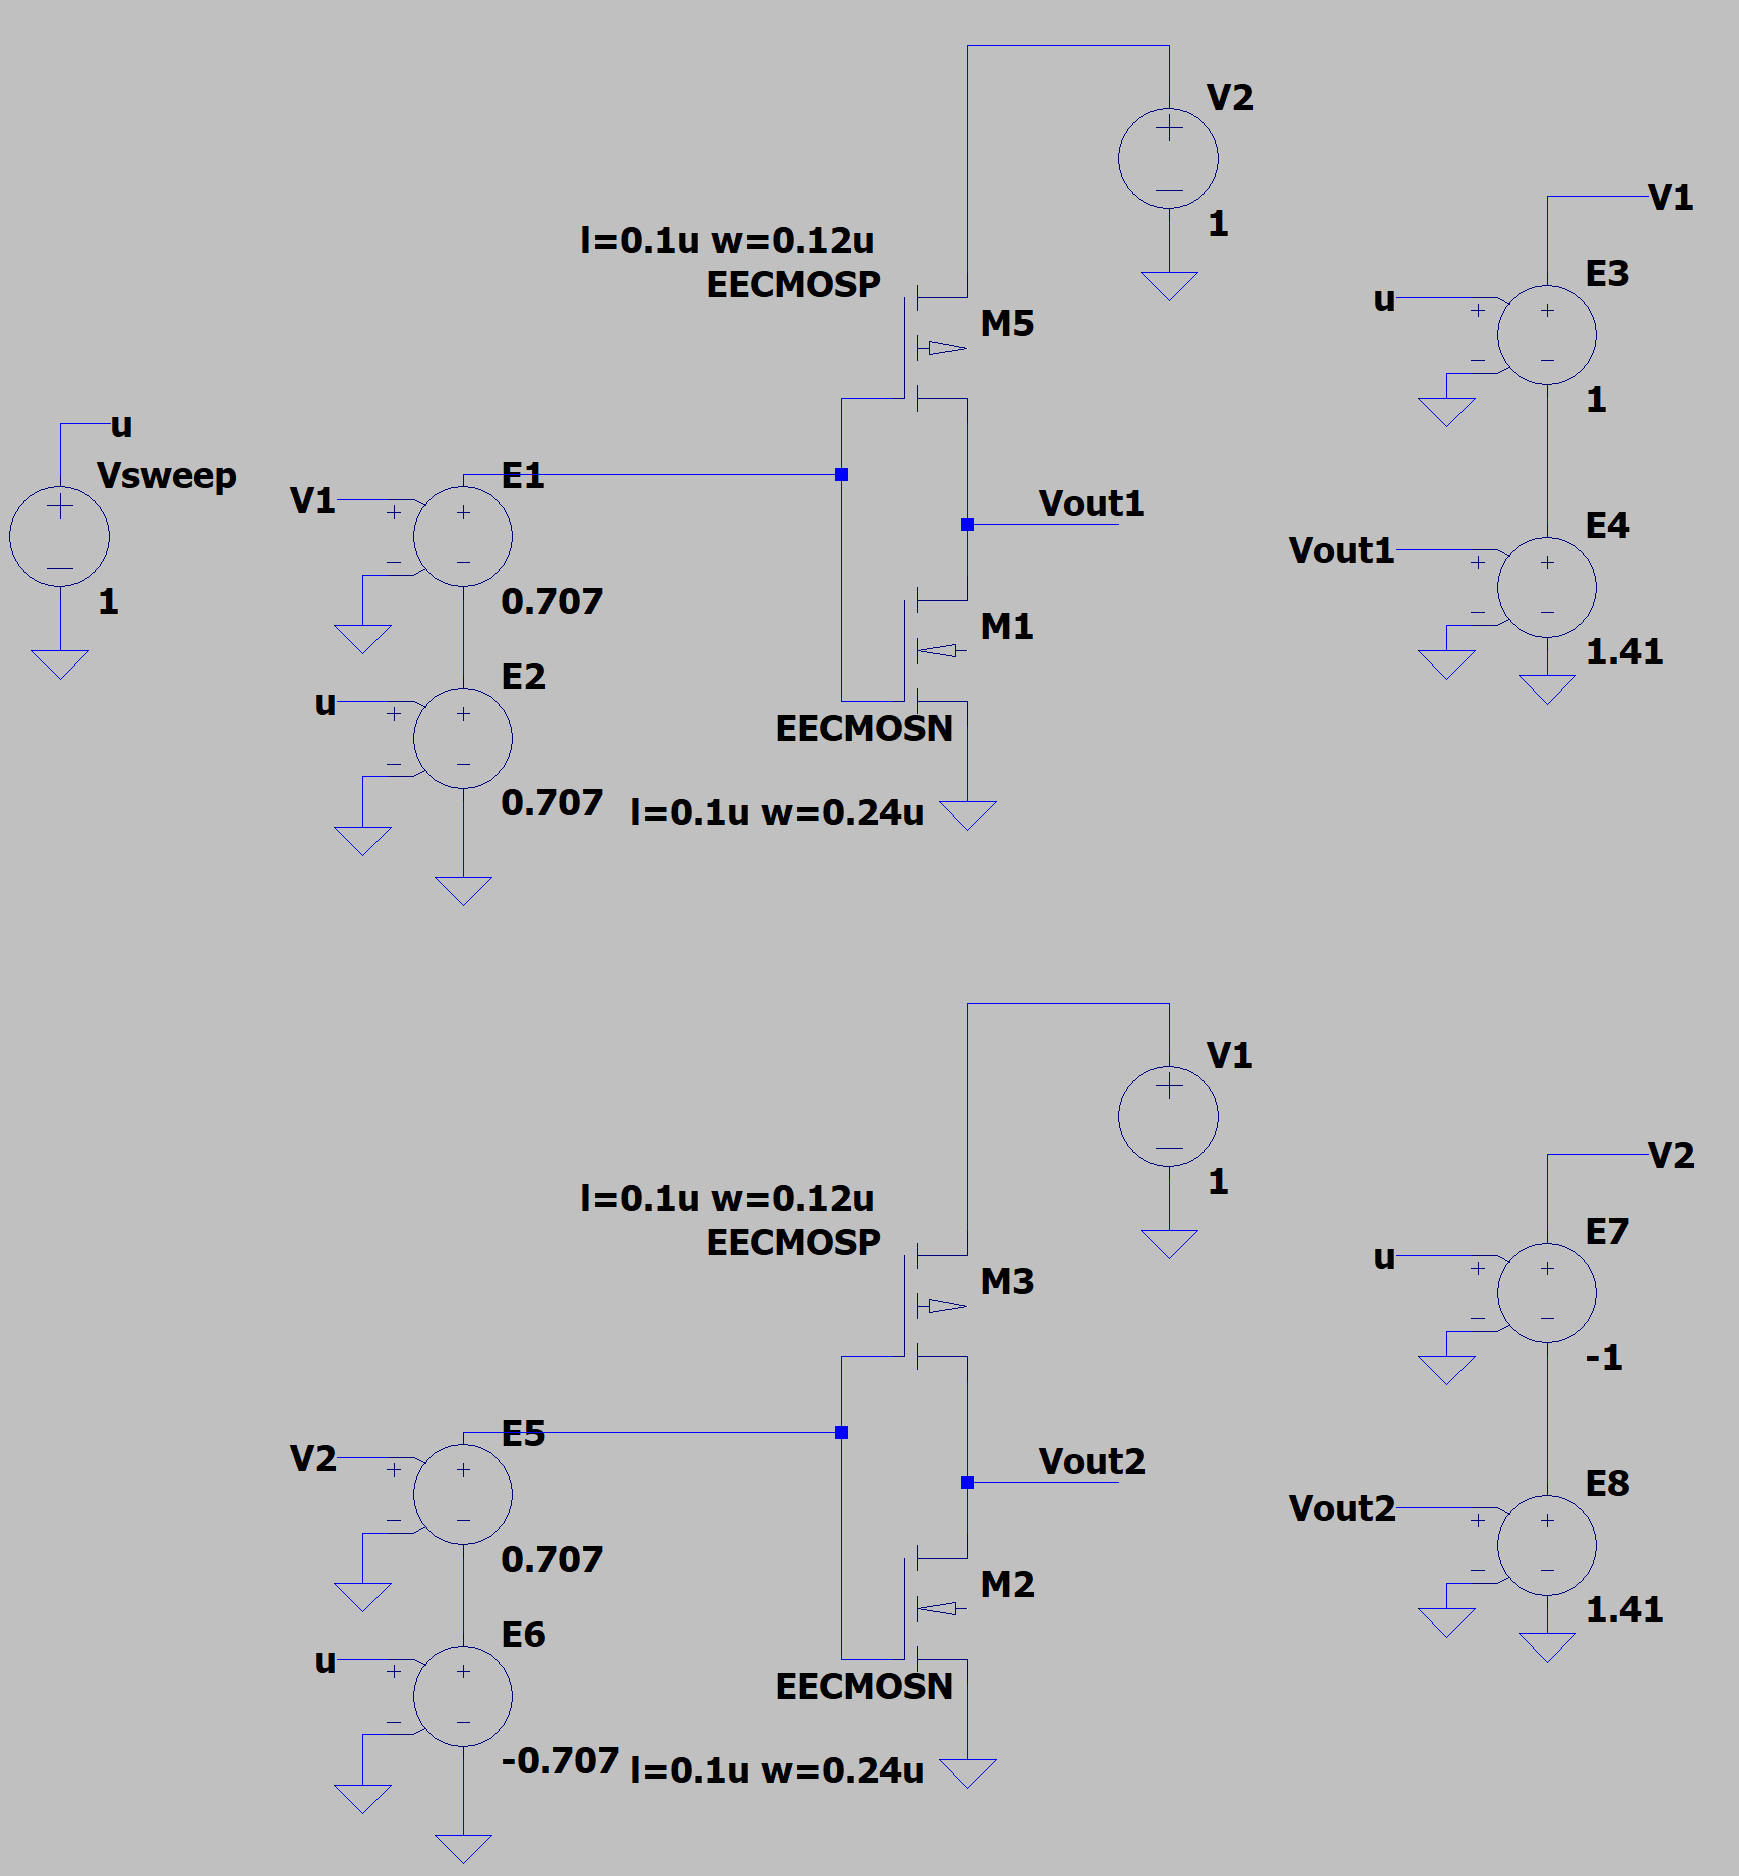 V2
1
l=0.1u w=0.12u
EECMOSP
M5
V1
E3
u
1
u
Vsweep
1
V1
E1
0.707
E2
u
0.707
Vout1
M1
EECMOSN
l=0.1u w=0.24u
E4
Vout1
1.41
V1
1
l=0.1u w=0.12u
EECMOSP
M3
V2
E7
u
-1
V2
E5
0.707
E6
u
-0.707
Vout2
M2
EECMOSN
l=0.1u w=0.24u
E8
Vout2
1.41